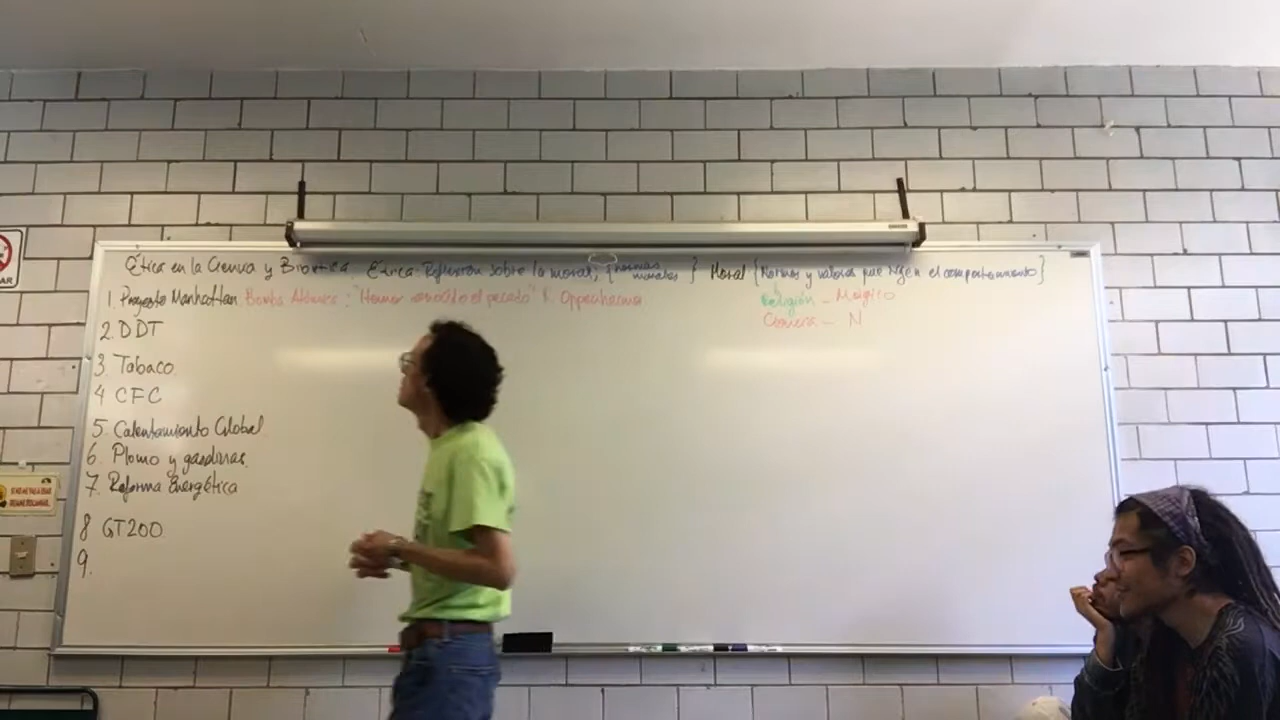 Ética en la Ciencia y Bioética. Ética-Reflexión sobre la moral, {normas morales} Moral {Normas y valores que rigen el comportamiento}
1. Proyecto Manhattan Bomba Atómica: "Hemos conocido el pecado" R. Oppenheimer
Religión - Mágico
Ciencia - N
2. DDT
3. Tabaco
4 CFC
5. Calentamiento Global
6. Plomo y gasolinas.
7. Reforma Energética
8 GT200
9.